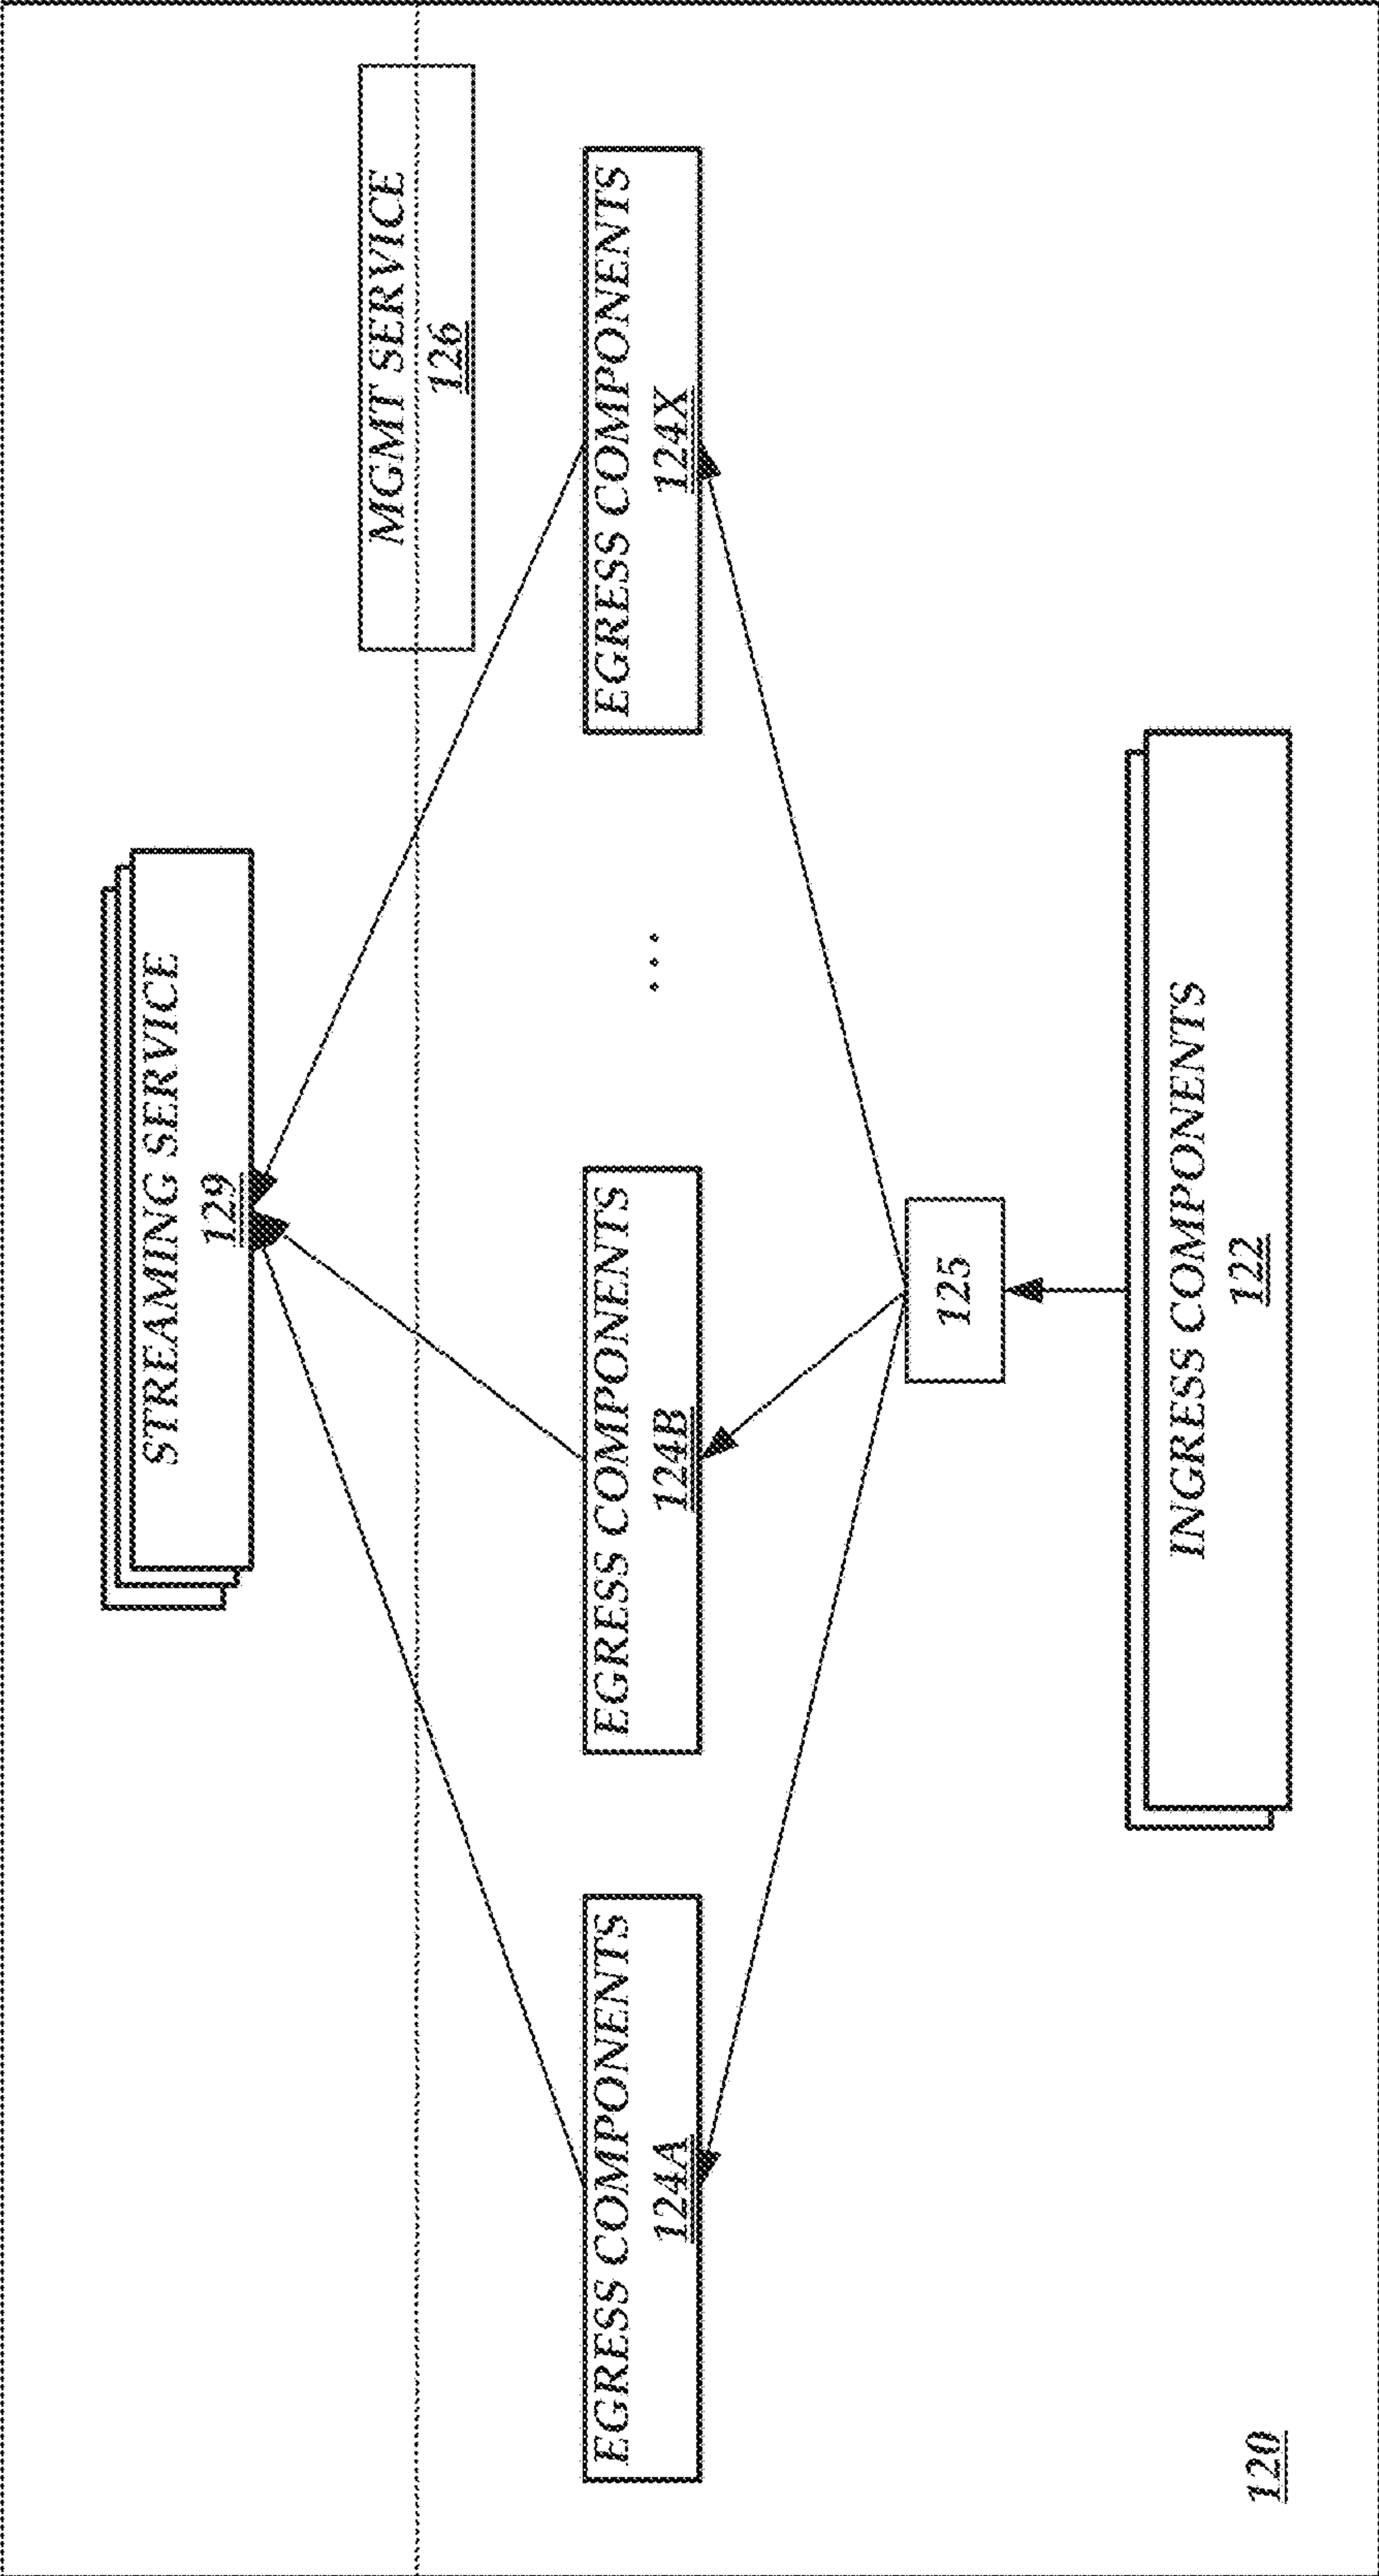 STREAMING SERVICE
129
MGMT SERVICE
126
EGRESS COMPONENTS
124A
EGRESS COMPONENTS
124B
...
EGRESS COMPONENTS
124X
125
INGRESS COMPONENTS
122
120